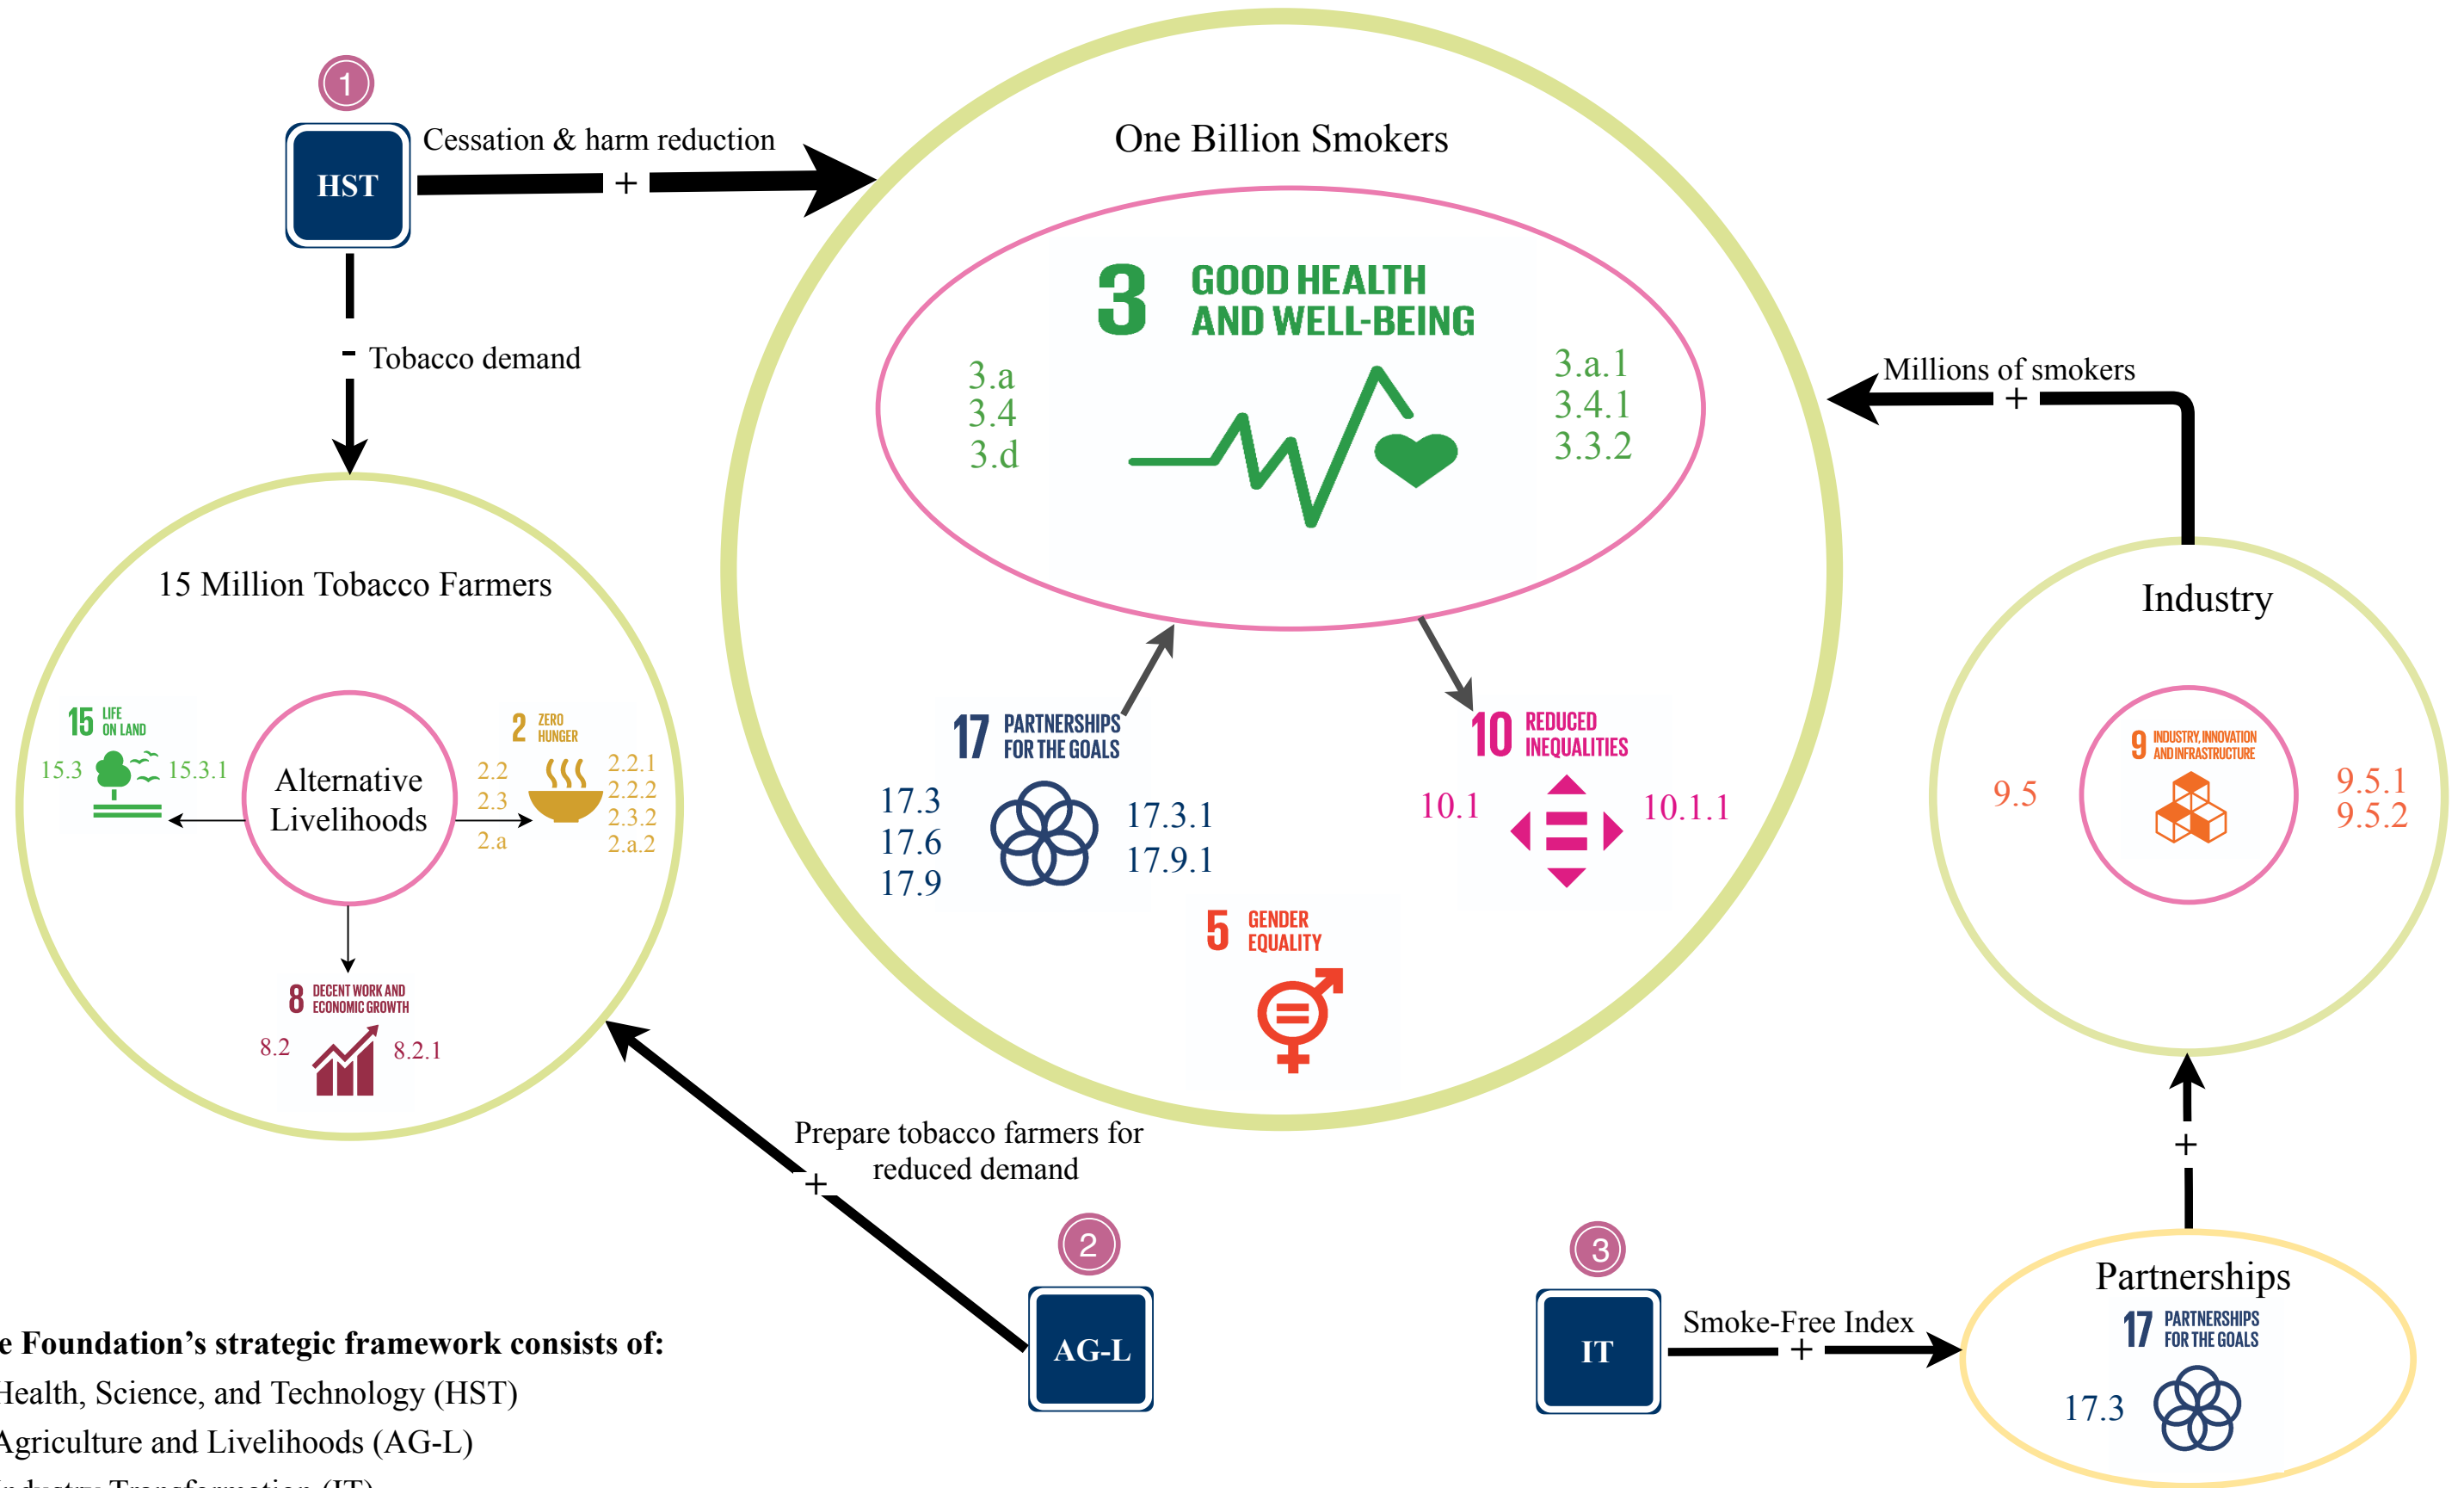 1
HST
Cessation & harm reduction
+
-
Tobacco demand
One Billion Smokers
3 GOOD HEALTH
AND WELL-BEING
3.a
3.4
3.d
3.a.1
3.4.1
3.3.2
17 PARTNERSHIPS
FOR THE GOALS
17.3
17.6
17.9
17.3.1
17.9.1
10 REDUCED
INEQUALITIES
10.1
10.1.1
5 GENDER
EQUALITY
Millions of smokers
+
15 Million Tobacco Farmers
15 LIFE
ON LAND
15.3
15.3.1
Alternative
Livelihoods
2 ZERO
HUNGER
2.2
2.3
2.a
2.2.1
2.2.2
2.3.2
2.a.2
8 DECENT WORK AND
ECONOMIC GROWTH
8.2
8.2.1
Industry
9 INDUSTRY, INNOVATION
AND INFRASTRUCTURE
9.5
9.5.1
9.5.2
+
Prepare tobacco farmers for
reduced demand
+
2
AG-L
3
IT
Smoke-Free Index
+
Partnerships
17 PARTNERSHIPS
FOR THE GOALS
17.3
e Foundation's strategic framework consists of:
Health, Science, and Technology (HST)
Agriculture and Livelihoods (AG-L)
Industry Transformation (IT)